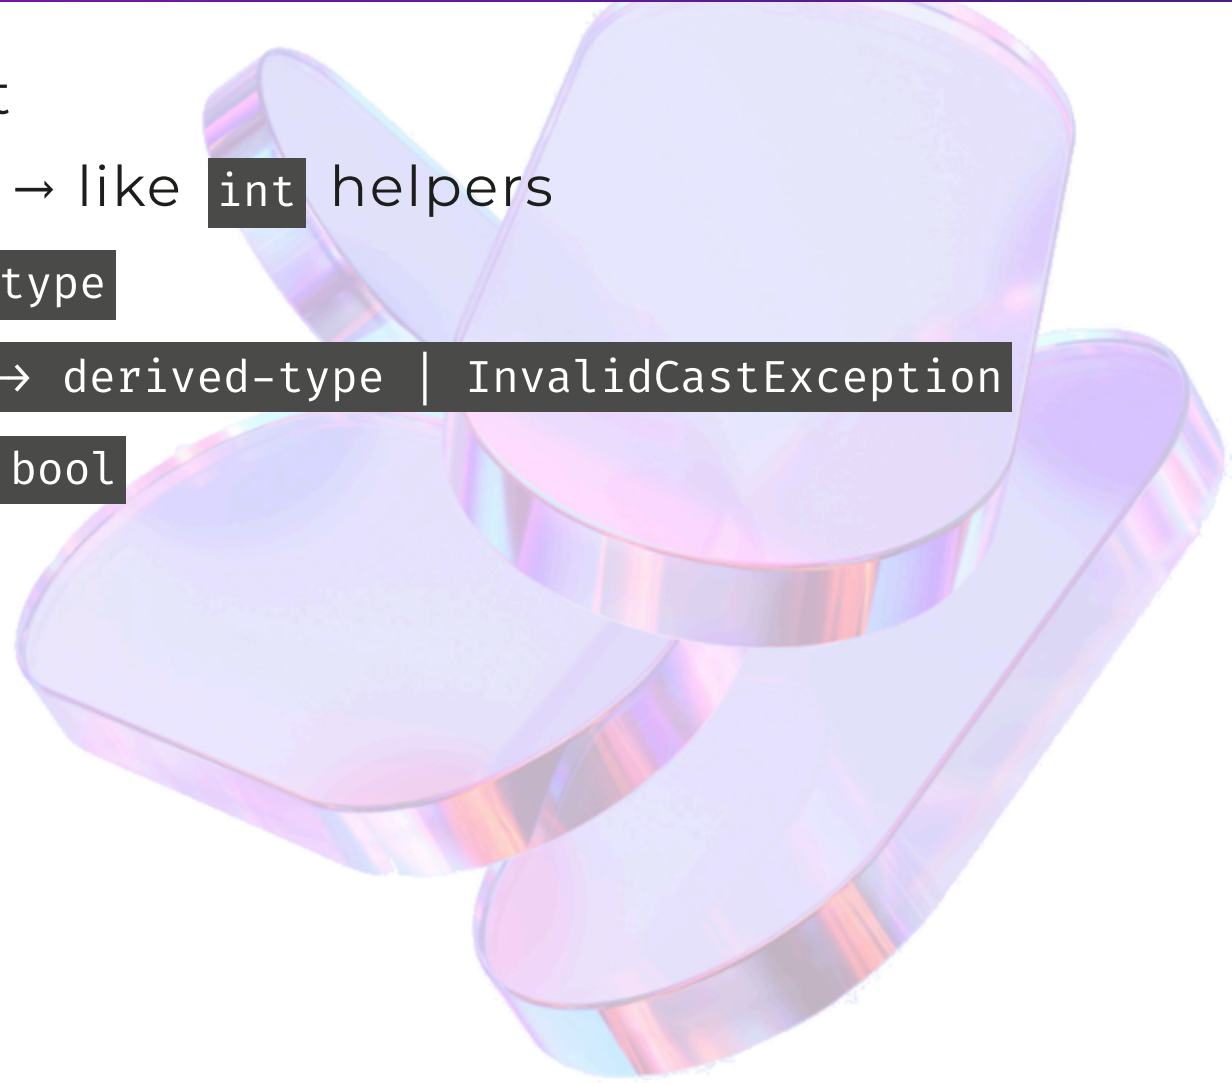 t
→ like int helpers
type
→ derived-type | InvalidCastException
bool